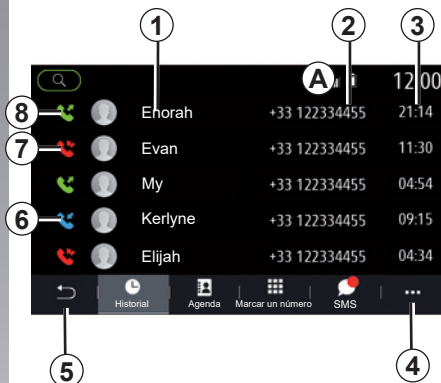 1 2 3
A 12:00
8 Enorah +33 122334455 21:14
7 Evan +33 122334455 11:30
My +33 122334455 04:54
6 Kerlyne +33 122334455 09:15
Elijah +33 122334455 04:34
Historial Agenda Marcar un número SMS ...
5 4